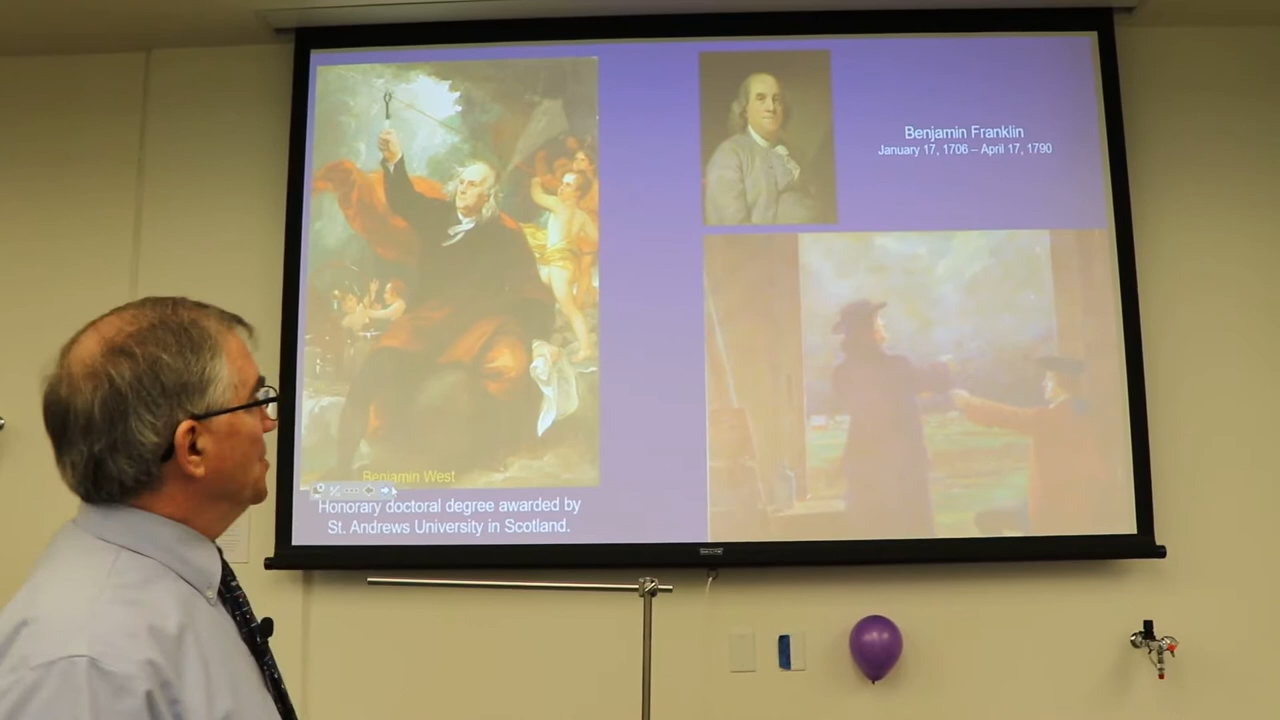 Benjamin West
Honorary doctoral degree awarded by
St. Andrews University in Scotland.
Benjamin Franklin
January 17, 1706 – April 17, 1790